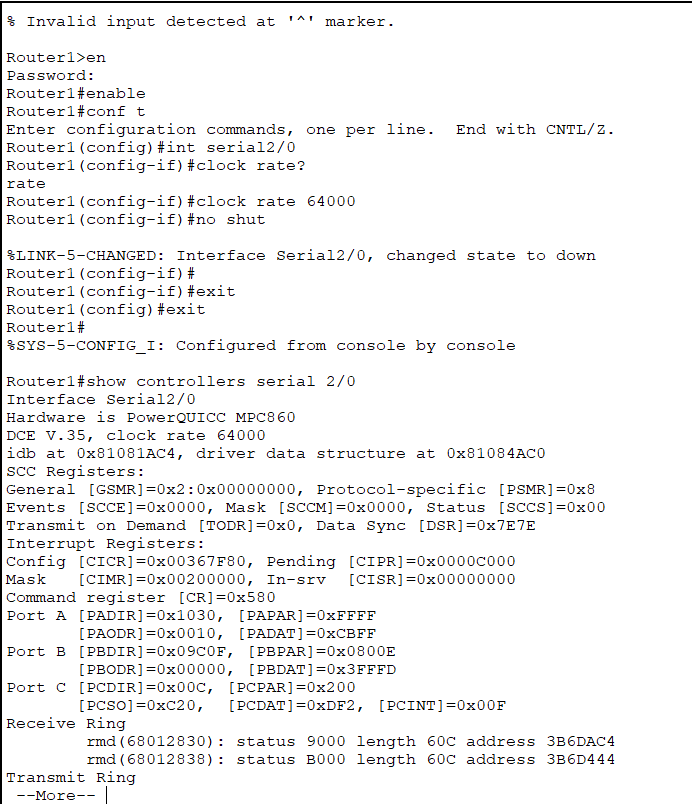 % Invalid input detected at '^' marker.
Router1>en
Password:
Router1#enable
Router1#conf t
Enter configuration commands, one per line.  End with CNTL/Z.
Router1(config)#int serial2/0
Router1(config-if)#clock rate?
rate
Router1(config-if)#clock rate 64000
Router1(config-if)#no shut
%LINK-5-CHANGED: Interface Serial2/0, changed state to down
Router1(config-if)#
Router1(config-if)#exit
Router1(config)#exit
Router1#
%SYS-5-CONFIG_I: Configured from console by console
Router1#show controllers serial 2/0
Interface Serial2/0
Hardware is PowerQUICC MPC860
DCE V.35, clock rate 64000
idb at 0x81081AC4, driver data structure at 0x81084AC0
SCC Registers:
General [GSMR]=0x2:0x00000000, Protocol-specific [PSMR]=0x8
Events [SCCE]=0x0000, Mask [SCCM]=0x0000, Status [SCCS]=0x00
Transmit on Demand [TODR]=0x0, Data Sync [DSR]=0x7E7E
Interrupt Registers:
Config [CICR]=0x00367F80, Pending [CIPR]=0x0000C000
Mask   [CIMR]=0x00200000, In-srv  [CISR]=0x00000000
Command register [CR]=0x580
Port A [PADIR]=0x1030, [PAPAR]=0xFFFF
       [PAODR]=0x0010, [PADAT]=0xCBFF
Port B [PBDIR]=0x09C0F, [PBPAR]=0x0800E
       [PBODR]=0x00000, [PBDAT]=0x3FFFD
Port C [PCDIR]=0x00C, [PCPAR]=0x200
       [PCSO]=0xC20,  [PCDAT]=0xDF2, [PCINT]=0x00F
Receive Ring
        rmd(68012830): status 9000 length 60C address 3B6DAC4
        rmd(68012838): status B000 length 60C address 3B6D444
Transmit Ring
 --More--